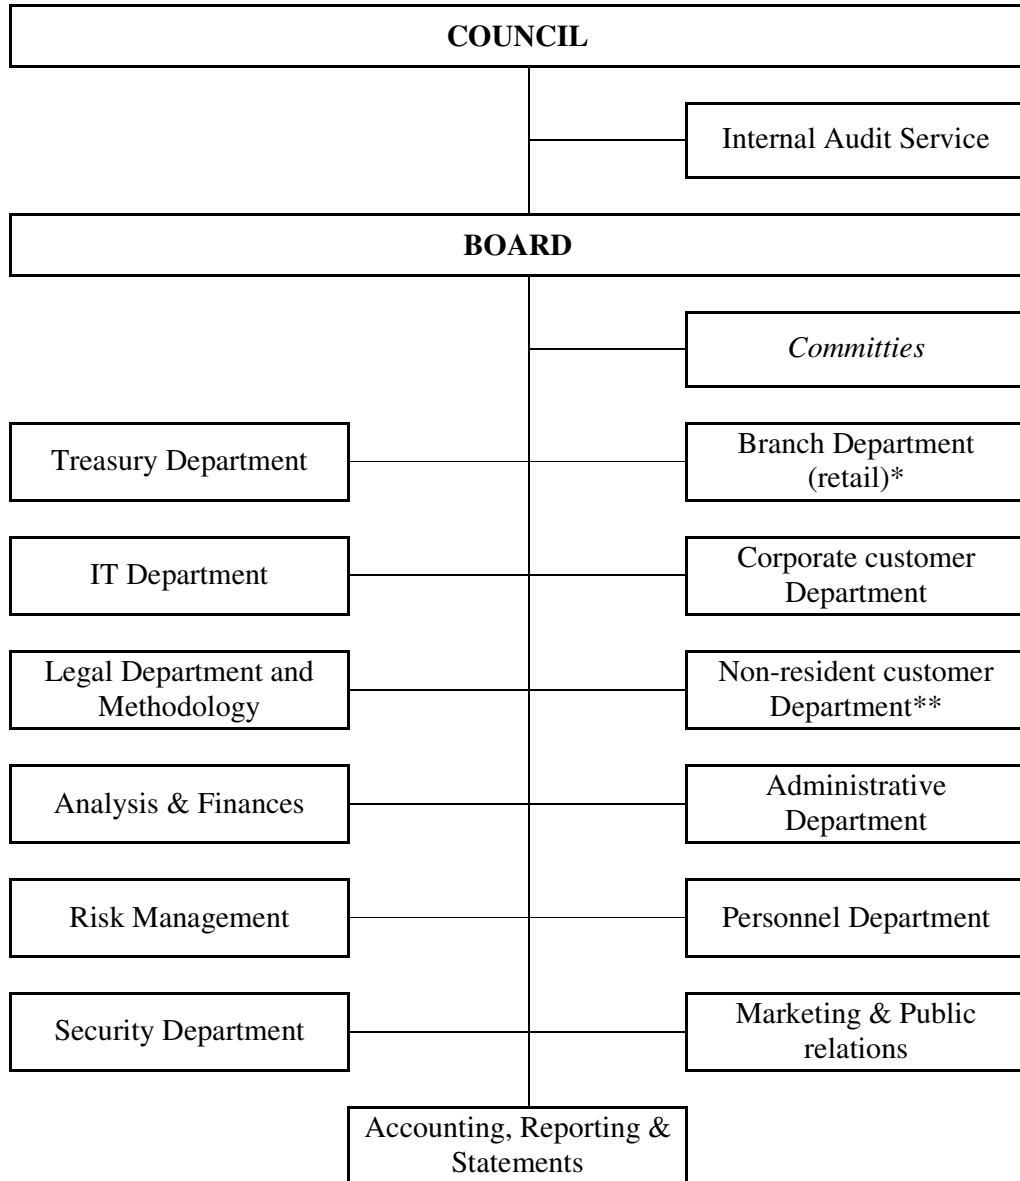 COUNCIL
Internal Audit Service
BOARD
Committies
Treasury Department
Branch Department
(retail)*
IT Department
Corporate customer
Department
Legal Department and
Methodology
Non-resident customer
Department**
Analysis & Finances
Administrative
Department
Risk Management
Personnel Department
Security Department
Marketing & Public
relations
Accounting, Reporting &
Statements